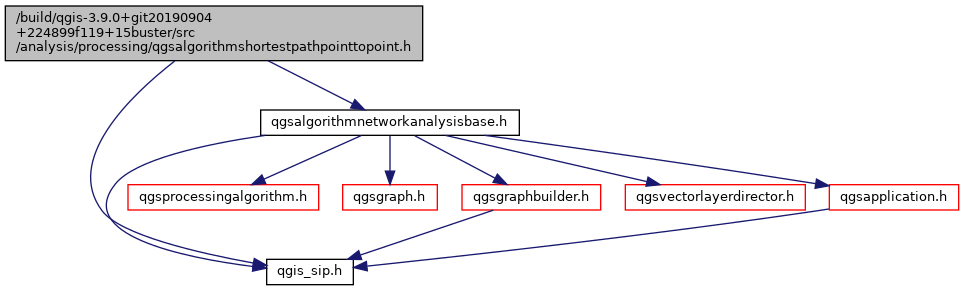 /build/qgis-3.9.0+git20190904
+224899f119+15buster/src
/analysis/processing/qgsalgorithmshortestpathpointtopoint.h
qgsalgorithmnetworkanalysisbase.h
qgsprocessingalgorithm.h
qgsgraph.h
qgsgraphbuilder.h
qgsvectorlayerdirector.h
qgsapplication.h
qgis_sip.h